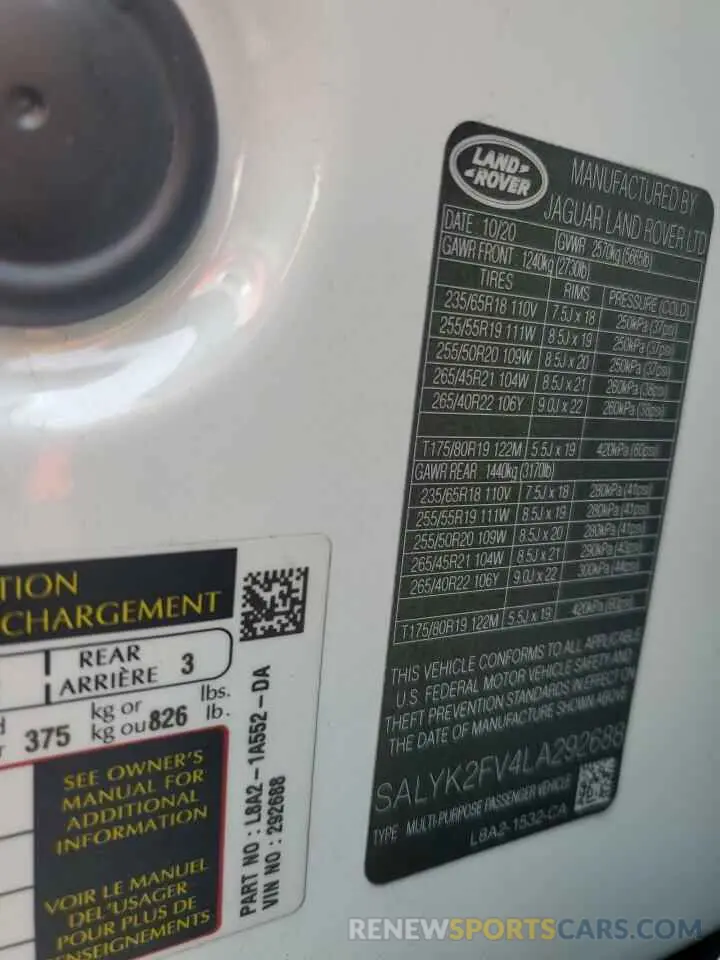 LAND ROVER
MANUFACTURED BY
JAGUAR LAND ROVER LTD
DATE 10/20 GVWR 2570kg (5665lb)
GAWR FRONT 1240kg (2730lb)
TIRES RIMS PRESSURE (COLD)
235/65R18 110V 7.5J x 18 250kPa (37psi)
255/55R19 111W 8.5J x 19 250kPa (37psi)
255/50R20 109W 8.5J x 20 250kPa (37psi)
265/45R21 104W 8.5J x 21 260kPa (38psi)
265/40R22 106Y 9.0J x 22 260kPa (38psi)
T175/80R19 122M 5.5J x 19 420kPa (60psi)
GAWR REAR 1440kg (3170lb)
235/65R18 110V 7.5J x 18 280kPa (41psi)
255/55R19 111W 8.5J x 19 280kPa (41psi)
255/50R20 109W 8.5J x 20 280kPa (41psi)
265/45R21 104W 8.5J x 21 290kPa (42psi)
265/40R22 106Y 9.0J x 22 300kPa (44psi)
T175/80R19 122M 5.5J x 19 420kPa (60psi)
THIS VEHICLE CONFORMS TO ALL APPLICABLE
U.S. FEDERAL MOTOR VEHICLE SAFETY AND
THEFT PREVENTION STANDARDS IN EFFECT ON
THE DATE OF MANUFACTURE SHOWN ABOVE
SALYK2FV4LA292688
TYPE MULTI-PURPOSE PASSENGER VEHICLE
L8A2-1532-CA
TION
CHARGEMENT
REAR
ARRIÈRE 3
375 kg or
kg ou 826 lbs.
lb.
SEE OWNER'S
MANUAL FOR
ADDITIONAL
INFORMATION
VOIR LE MANUEL
DEL'USAGER
POUR PLUS DE
ENSEIGNEMENTS
PART NO : L8A2-1A552-DA
VIN NO : 292688
RENEWSPORTSCARS.COM